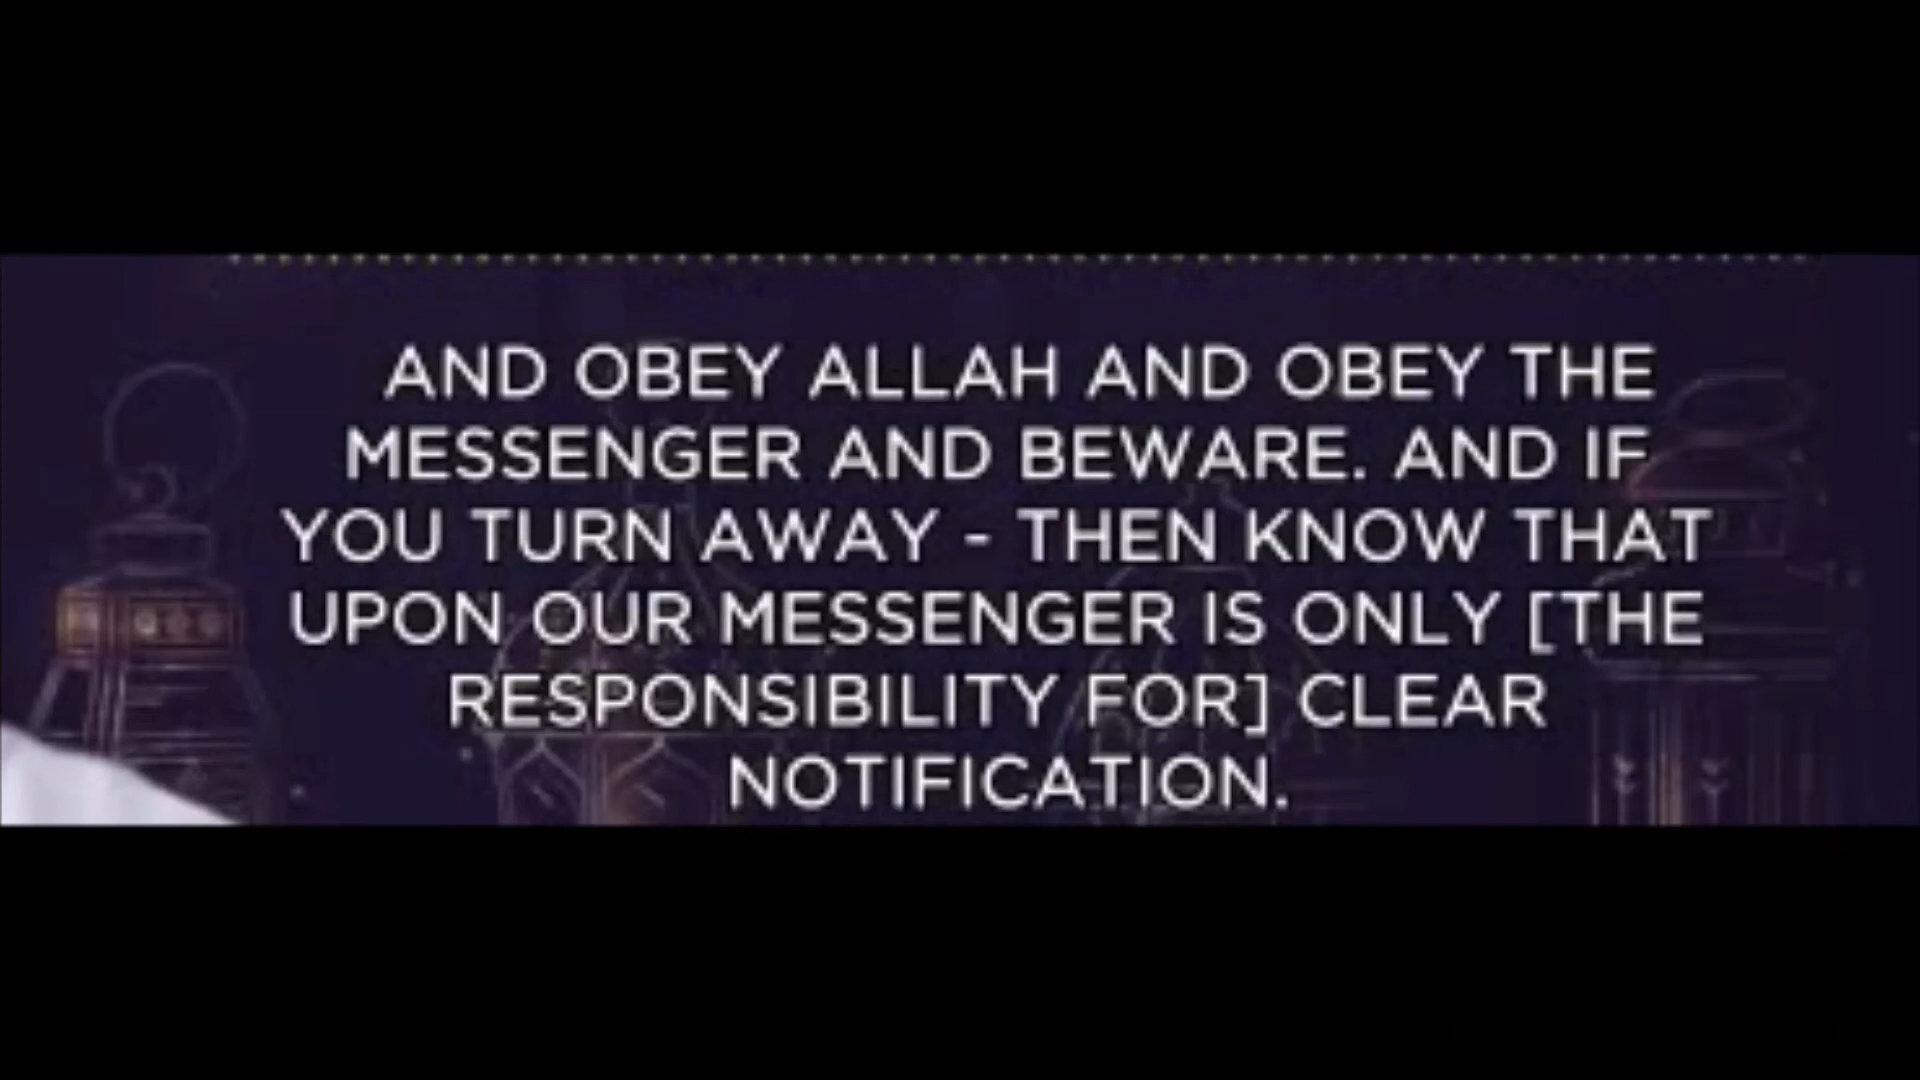 AND OBEY ALLAH AND OBEY THE
MESSENGER AND BEWARE. AND IF
YOU TURN AWAY - THEN KNOW THAT
UPON OUR MESSENGER IS ONLY [THE
RESPONSIBILITY FOR] CLEAR
NOTIFICATION.